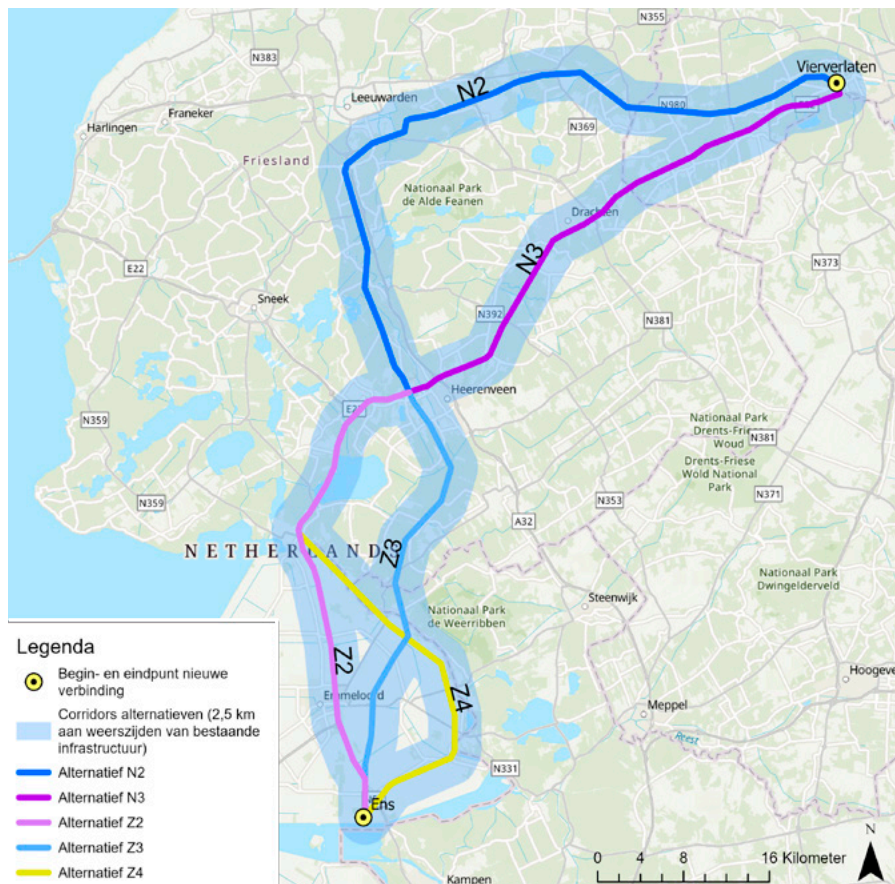 N355
Vierverlaten
N383
Leeuwarden
N2
N980
Franeker
Harlingen
N369
Friesland
Nationaal Park
de Alde Feanen
Drachten
N3
E22
N373
Sneek
N392
N381
Heerenveen
N359
Nationaal Park
Drents-Friese
Woud
N381
Drents-Friese
Wold National
Park
N371
N359
N353
A32
NETHERLANDS
Z3
Nationaal Park
de Weerribben
Steenwijk
Nationaal Park
Dwingelderveld
Z2
Z4
Emmeloord
Hoogeve
Meppel
Reest
N331
Ens
Kampen
Legenda
Begin- en eindpunt nieuwe
verbinding
Corridors alternatieven (2,5 km
aan weerszijden van bestaande
infrastructuur)
Alternatief N2
Alternatief N3
Alternatief Z2
Alternatief Z3
Alternatief Z4
N
0 4 8 16 Kilometer